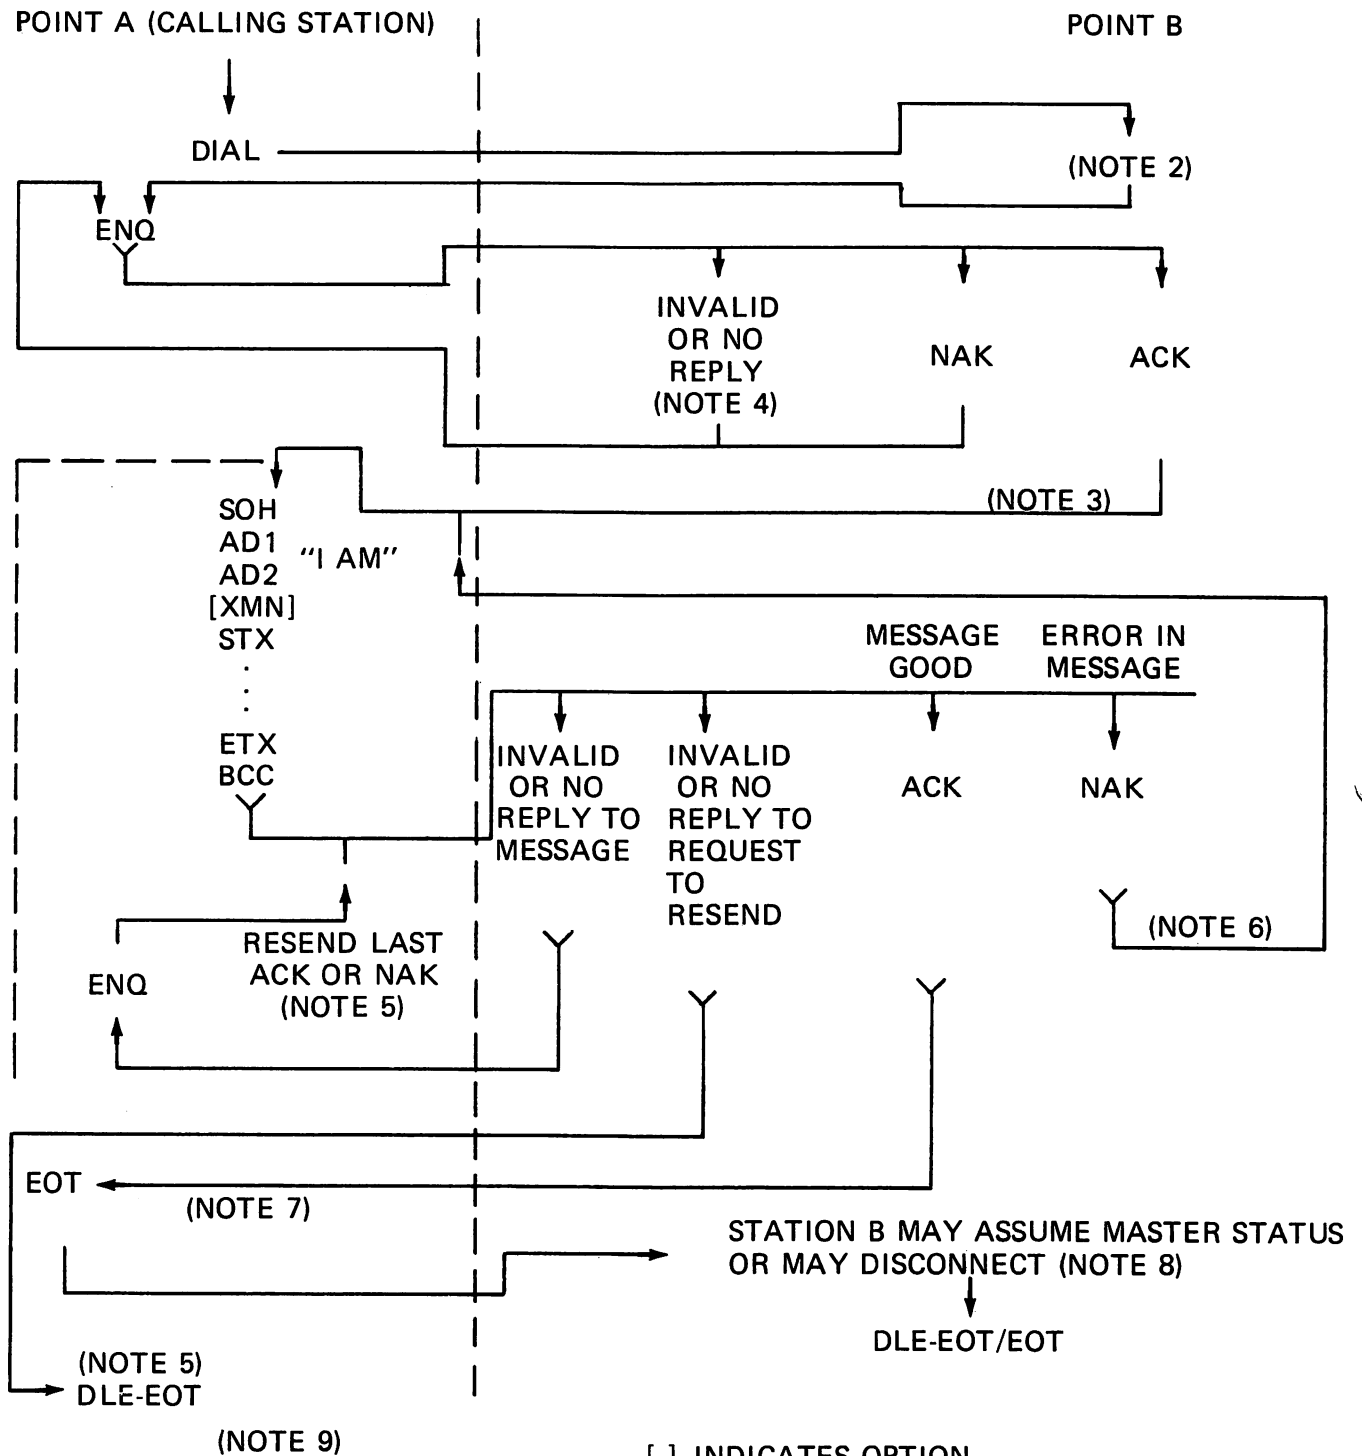 POINT A (CALLING STATION)
POINT B
DIAL
(NOTE 2)
ENQ
INVALID
OR NO
REPLY
(NOTE 4)
NAK
ACK
(NOTE 3)
SOH
AD1
"I AM"
AD2
[XMN]
STX
.
.
.
ETX
BCC
MESSAGE
GOOD
ERROR IN
MESSAGE
INVALID
OR NO
REPLY TO
MESSAGE
INVALID
OR NO
REPLY TO
REQUEST
TO
RESEND
ACK
NAK
(NOTE 6)
RESEND LAST
ACK OR NAK
(NOTE 5)
ENQ
EOT
(NOTE 7)
STATION B MAY ASSUME MASTER STATUS
OR MAY DISCONNECT (NOTE 8)
DLE-EOT/EOT
(NOTE 5)
DLE-EOT
(NOTE 9)
[ ] INDICATES OPTION